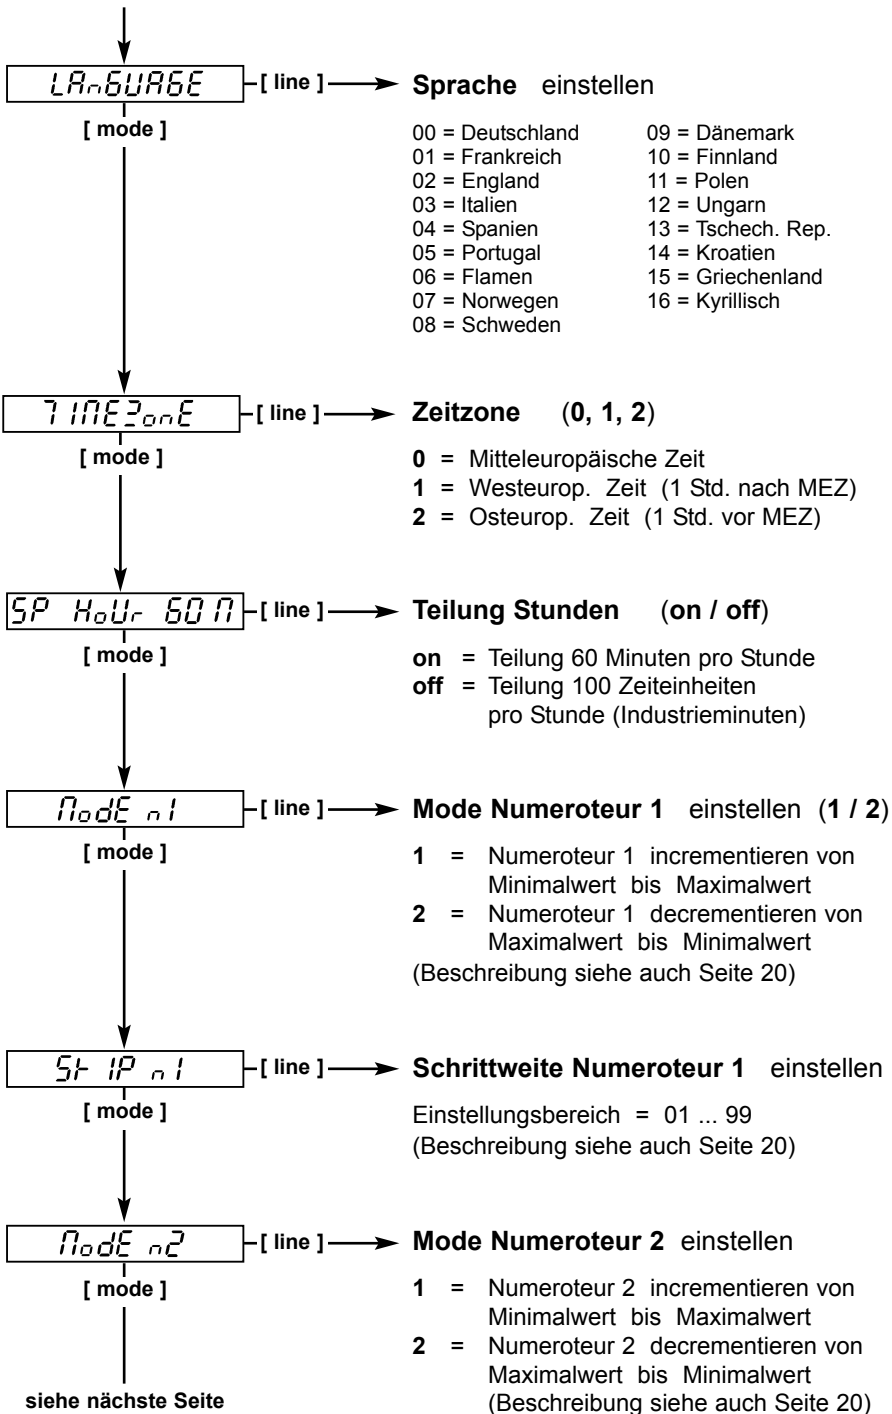 LAnGUAGE [ line ] Sprache einstellen
[ mode ]
00 = Deutschland 09 = Dänemark
01 = Frankreich 10 = Finnland
02 = England 11 = Polen
03 = Italien 12 = Ungarn
04 = Spanien 13 = Tschech. Rep.
05 = Portugal 14 = Kroatien
06 = Flamen 15 = Griechenland
07 = Norwegen 16 = Kyrillisch
08 = Schweden
TIMEZonE [ line ] Zeitzone (0, 1, 2)
[ mode ]
0 = Mitteleuropäische Zeit
1 = Westeurop. Zeit (1 Std. nach MEZ)
2 = Osteurop. Zeit (1 Std. vor MEZ)
SP HoUr 60 M [ line ] Teilung Stunden (on / off)
[ mode ]
on = Teilung 60 Minuten pro Stunde
off = Teilung 100 Zeiteinheiten
pro Stunde (Industrieminuten)
ModE n1 [ line ] Mode Numeroteur 1 einstellen (1 / 2)
[ mode ]
1 = Numeroteur 1 incrementieren von
Minimalwert bis Maximalwert
2 = Numeroteur 1 decrementieren von
Maximalwert bis Minimalwert
(Beschreibung siehe auch Seite 20)
SkIP n1 [ line ] Schrittweite Numeroteur 1 einstellen
[ mode ]
Einstellungsbereich = 01 ... 99
(Beschreibung siehe auch Seite 20)
ModE n2 [ line ] Mode Numeroteur 2 einstellen
[ mode ]
1 = Numeroteur 2 incrementieren von
Minimalwert bis Maximalwert
2 = Numeroteur 2 decrementieren von
Maximalwert bis Minimalwert
siehe nächste Seite (Beschreibung siehe auch Seite 20)